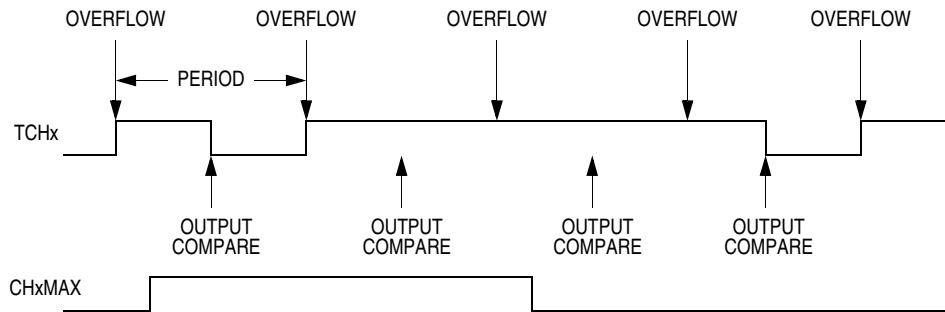 OVERFLOW OVERFLOW OVERFLOW OVERFLOW OVERFLOW
PERIOD
TCHx
OUTPUT COMPARE
OUTPUT COMPARE
OUTPUT COMPARE
OUTPUT COMPARE
CHxMAX